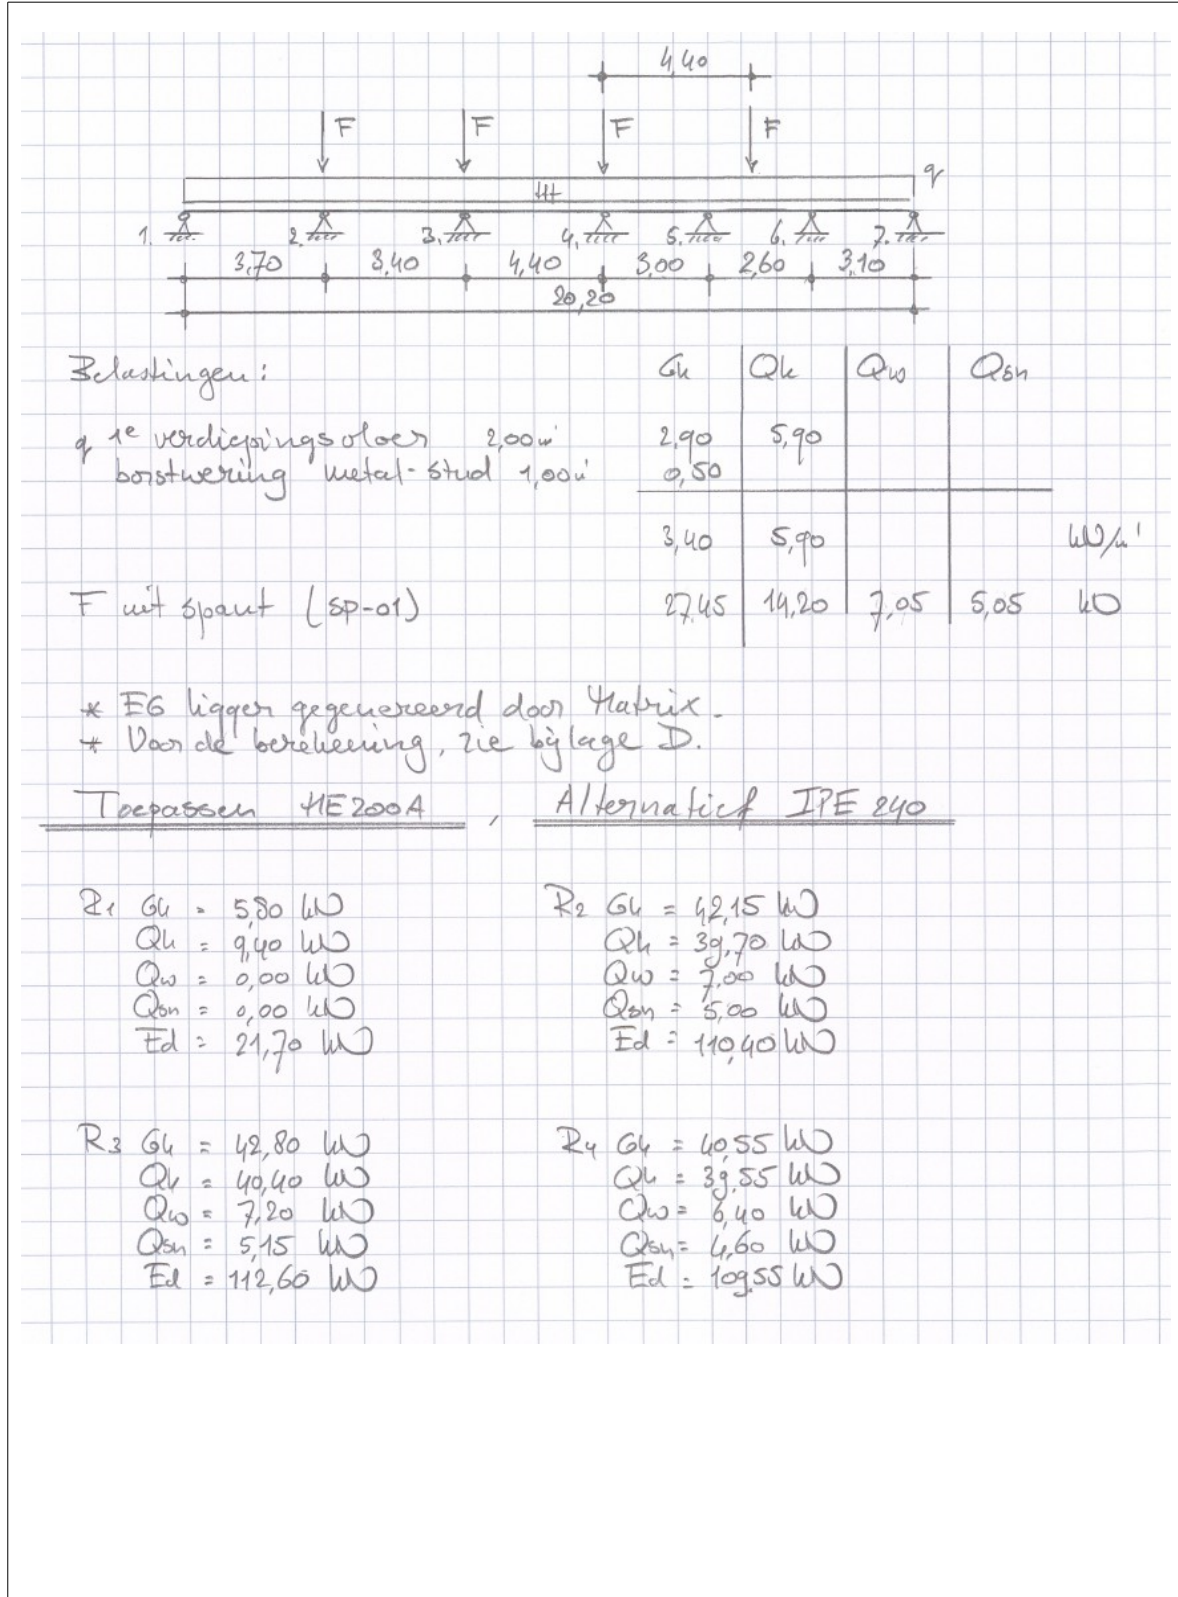 4,40
F F F F
q
1. 2. 3. 4. 5. 6. 7.
3,70 3,40 4,40 3,00 2,60 3,10
20,20
Belastingen: Gk Qk Qw Qsn
q 1e verdiepingsvloer 2,00m' 2,90 5,90
borstwering metal-stud 1,00m' 0,50
3,40 5,90 kN/m'
F uit spant (SP-01) 27,45 14,20 7,05 5,05 kN
* EG ligger gegenereerd door Matrix.
* Voor de berekening, zie bijlage D.
Toepassen HE200A , Alternatief IPE 240
R1 Gk = 5,80 kN R2 Gk = 42,15 kN
Qk = 9,40 kN Qk = 39,70 kN
Qw = 0,00 kN Qw = 7,00 kN
Qsn = 0,00 kN Qsn = 5,00 kN
Ed = 21,70 kN Ed = 110,40 kN
R3 Gk = 42,80 kN R4 Gk = 40,55 kN
Qk = 40,40 kN Qk = 39,55 kN
Qw = 7,20 kN Qw = 6,40 kN
Qsn = 5,15 kN Qsn = 4,60 kN
Ed = 112,60 kN Ed = 109,55 kN